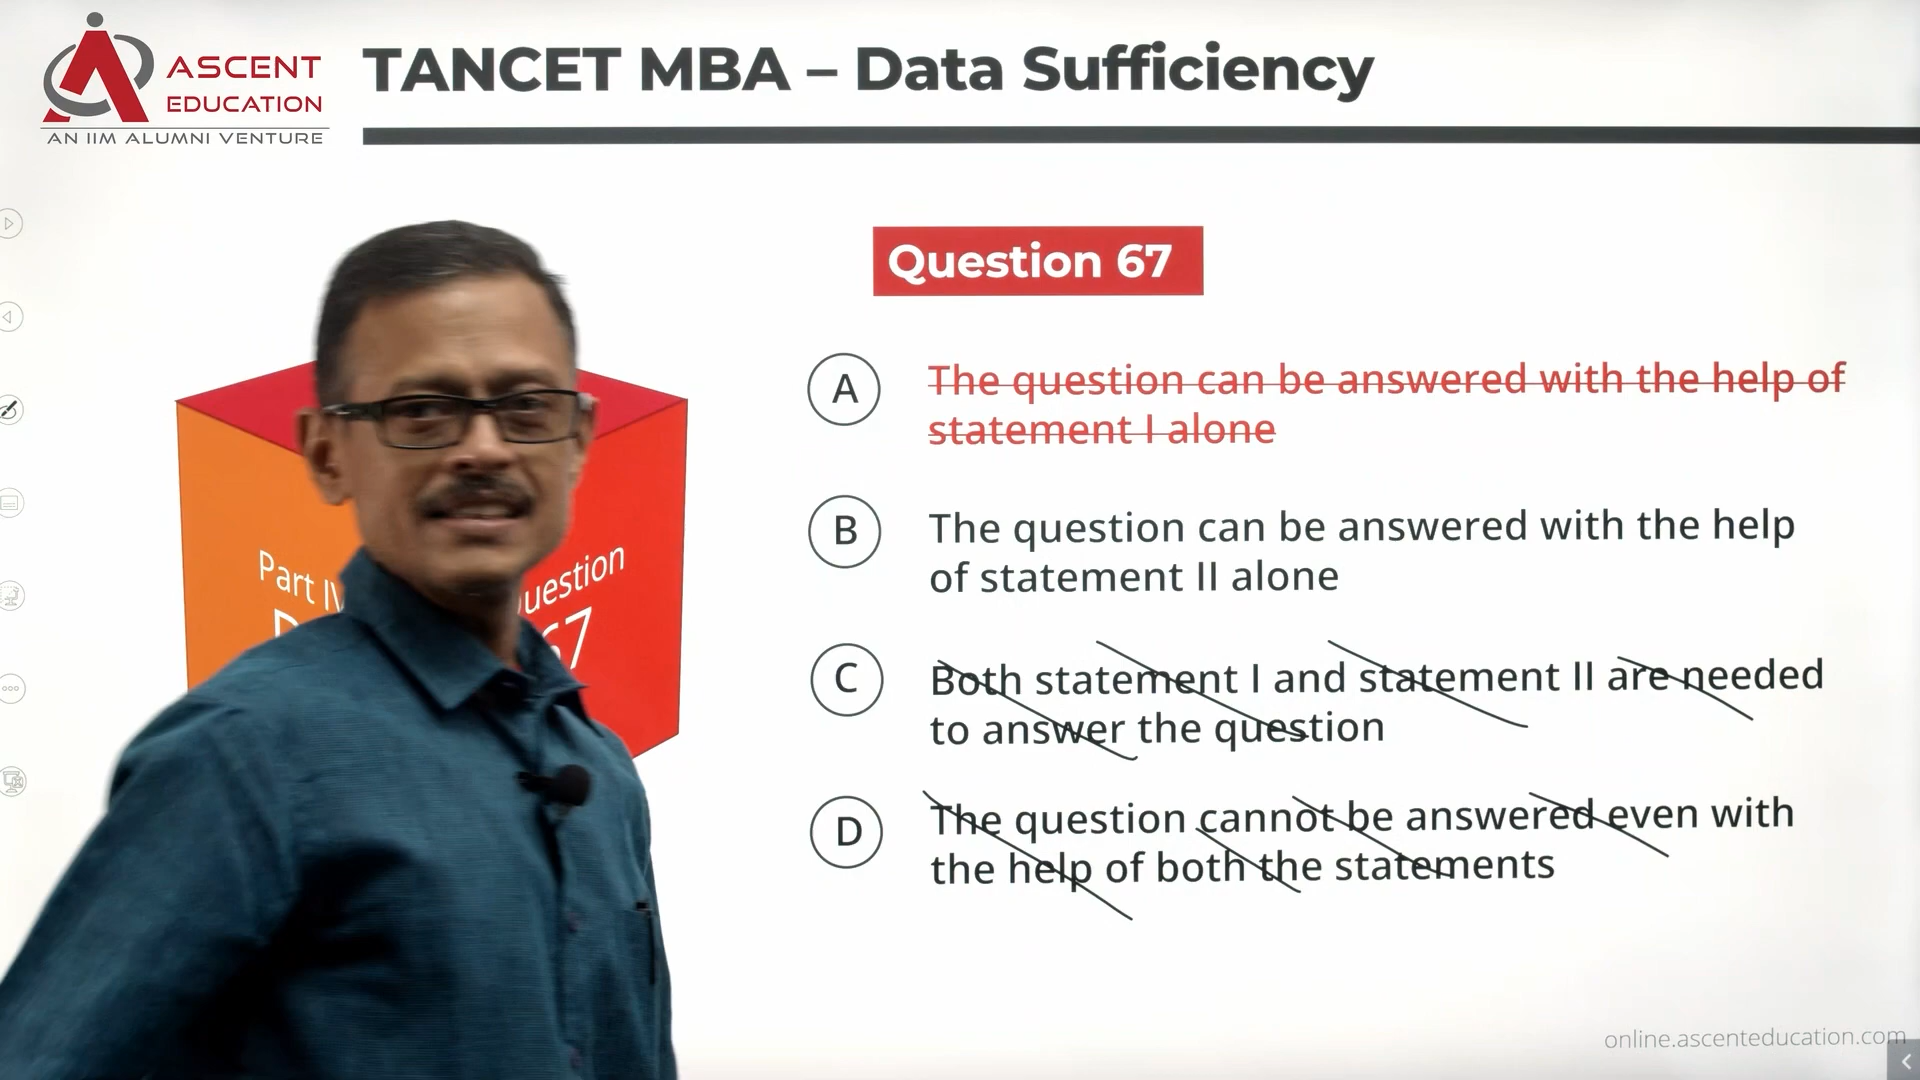 ASCENT
EDUCATION
AN IIM ALUMNI VENTURE
TANCET MBA – Data Sufficiency
Question 67
Part IV
uestion
67
A
The question can be answered with the help of
statement I alone
B
The question can be answered with the help
of statement II alone
C
Both statement I and statement II are needed
to answer the question
D
The question cannot be answered even with
the help of both the statements
online.ascenteducation.com